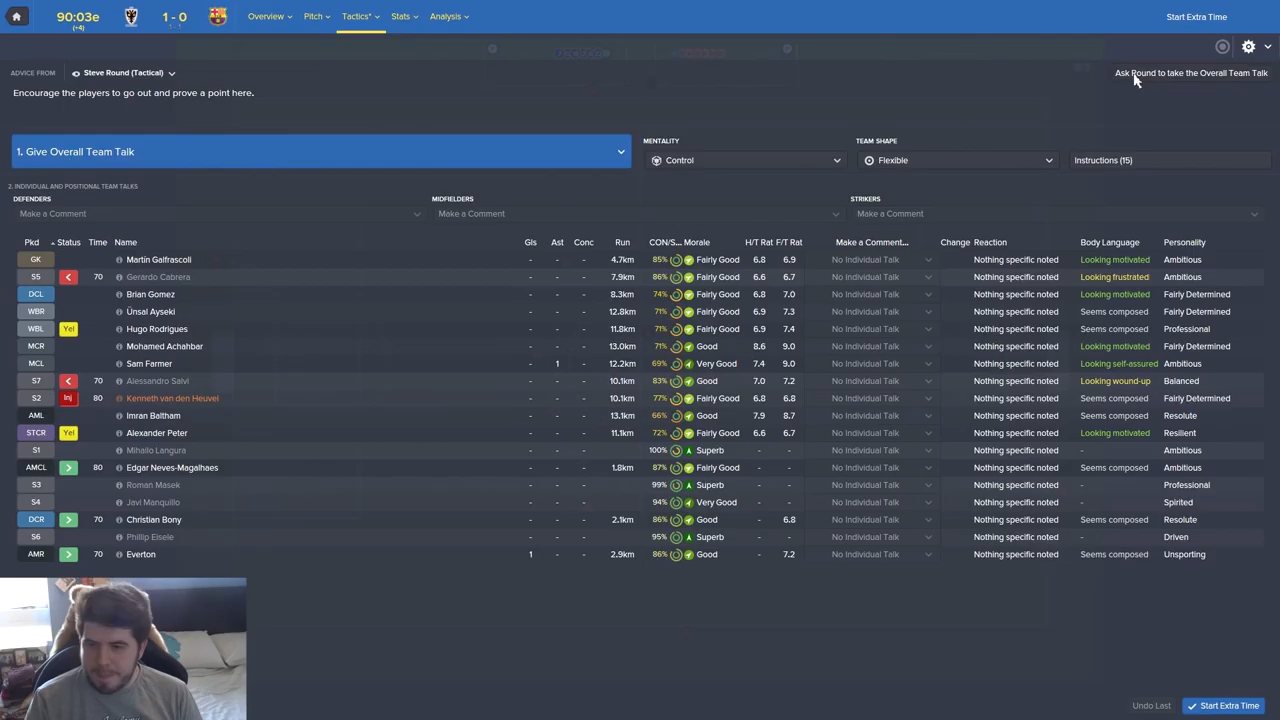 90:03e
(+4)
1 - 0
1 - 1
Overview
Pitch
Tactics*
Stats
Analysis
Start Extra Time
ADVICE FROM
Steve Round (Tactical)
Ask Round to take the Overall Team Talk
Encourage the players to go out and prove a point here.
1. Give Overall Team Talk
MENTALITY
Control
TEAM SHAPE
Flexible
Instructions (15)
2. INDIVIDUAL AND POSITIONAL TEAM TALKS
DEFENDERS MIDFIELDERS STRIKERS
Make a Comment Make a Comment Make a Comment
Pkd Status Time Name Gls Ast Conc Run CON/S... Morale H/T Rat F/T Rat Make a Comment... Change Reaction Body Language Personality
GK Martín Galfrascoli - - - 4.7km 85% Fairly Good 6.8 6.9 No Individual Talk Nothing specific noted Looking motivated Ambitious
S5 70 Gerardo Cabrera - - - 7.9km 86% Fairly Good 6.6 6.7 No Individual Talk Nothing specific noted Looking frustrated Ambitious
DCL Brian Gomez - - - 8.3km 74% Fairly Good 6.8 7.0 No Individual Talk Nothing specific noted Looking motivated Fairly Determined
WBR Ünsal Ayseki - - - 12.8km 71% Fairly Good 6.9 7.3 No Individual Talk Nothing specific noted Seems composed Fairly Determined
WBL Yel Hugo Rodrigues - - - 11.8km 71% Fairly Good 6.9 7.4 No Individual Talk Nothing specific noted Seems composed Professional
MCR Mohamed Achahbar - - - 13.0km 71% Good 8.6 9.0 No Individual Talk Nothing specific noted Looking motivated Fairly Determined
MCL Sam Farmer - 1 - 12.2km 69% Very Good 7.4 9.0 No Individual Talk Nothing specific noted Looking self-assured Ambitious
S7 70 Alessandro Salvi - - - 10.1km 83% Good 7.0 7.2 No Individual Talk Nothing specific noted Looking wound-up Balanced
S2 Inj 80 Kenneth van den Heuvel - - - 10.1km 77% Fairly Good 6.8 6.8 No Individual Talk Nothing specific noted Seems composed Fairly Determined
AML Imran Baltham - - - 13.1km 66% Good 7.9 8.7 No Individual Talk Nothing specific noted Seems composed Resolute
STCR Yel Alexander Peter - - - 11.1km 72% Fairly Good 6.6 6.7 No Individual Talk Nothing specific noted Looking motivated Resilient
S1 Mihailo Langura - - - 100% Superb - - No Individual Talk Nothing specific noted - Ambitious
AMCL 80 Edgar Neves-Magalhaes - - - 1.8km 87% Fairly Good - - No Individual Talk Nothing specific noted Seems composed Ambitious
S3 Roman Masek - - - 99% Superb - - No Individual Talk Nothing specific noted - Professional
S4 Javi Manquillo - - - 94% Very Good - - No Individual Talk Nothing specific noted - Spirited
DCR 70 Christian Bony - - - 2.1km 86% Good - 6.8 No Individual Talk Nothing specific noted Seems composed Resolute
S6 Phillip Eisele - - - 95% Superb - - No Individual Talk Nothing specific noted - Driven
AMR 70 Everton 1 - - 2.9km 86% Good - 7.2 No Individual Talk Nothing specific noted Seems composed Unsporting
Undo Last
Start Extra Time